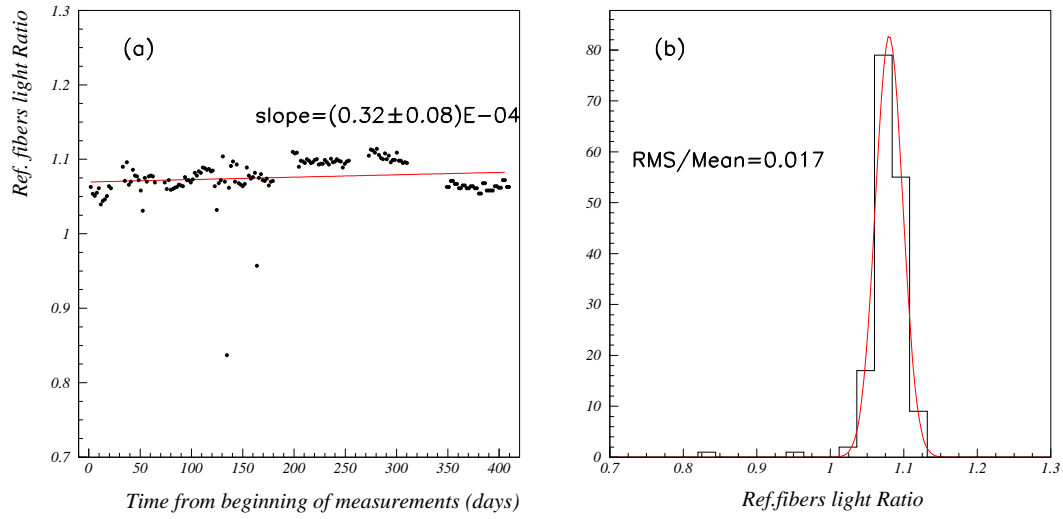 Ref. fibers light Ratio
1.3
1.2
1.1
1
0.9
0.8
0.7
(a)
slope=(0.32±0.08)E-04
0 50 100 150 200 250 300 350 400
Time from beginning of measurements (days)
80
70
60
50
40
30
20
10
0
(b)
RMS/Mean=0.017
0.7 0.8 0.9 1 1.1 1.2 1.3
Ref.fibers light Ratio